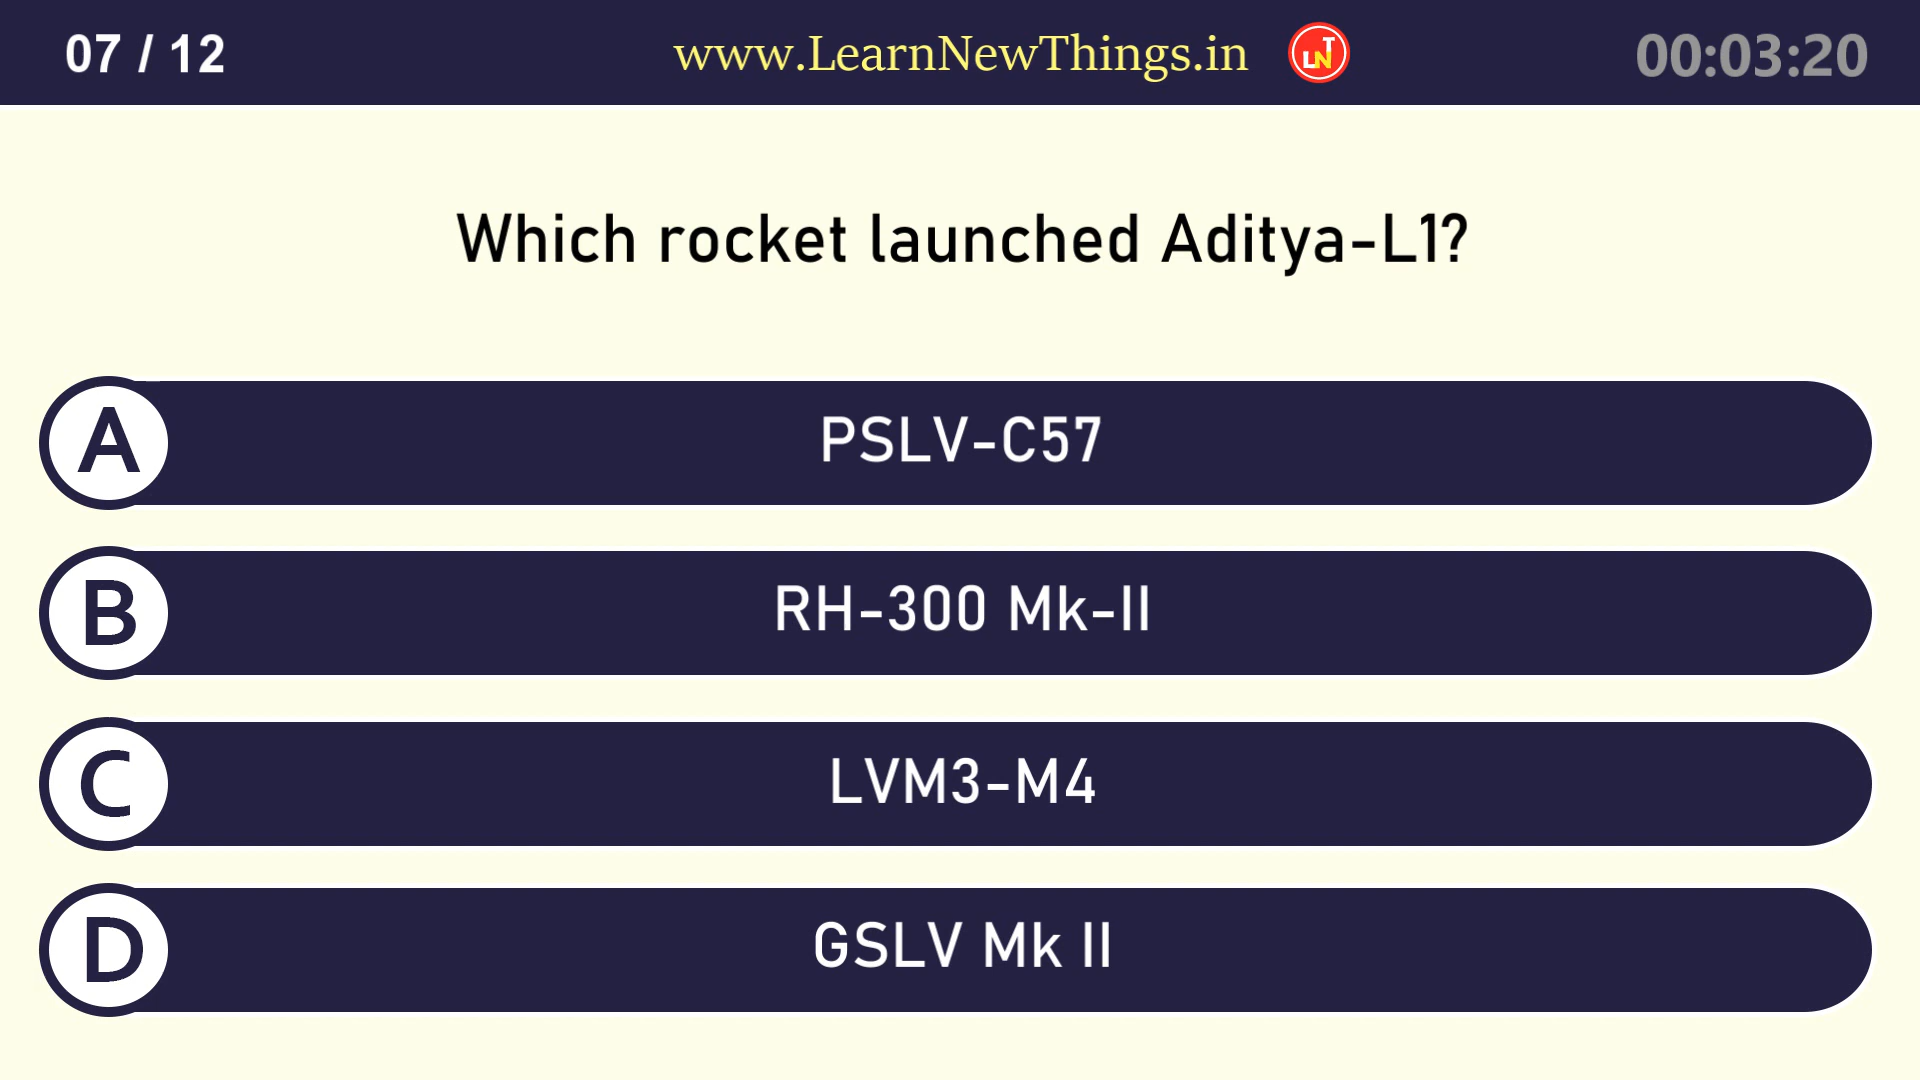 07 / 12
www.LearnNewThings.in
LNT
00:03:20
Which rocket launched Aditya-L1?
A
PSLV-C57
B
RH-300 Mk-II
C
LVM3-M4
D
GSLV Mk II